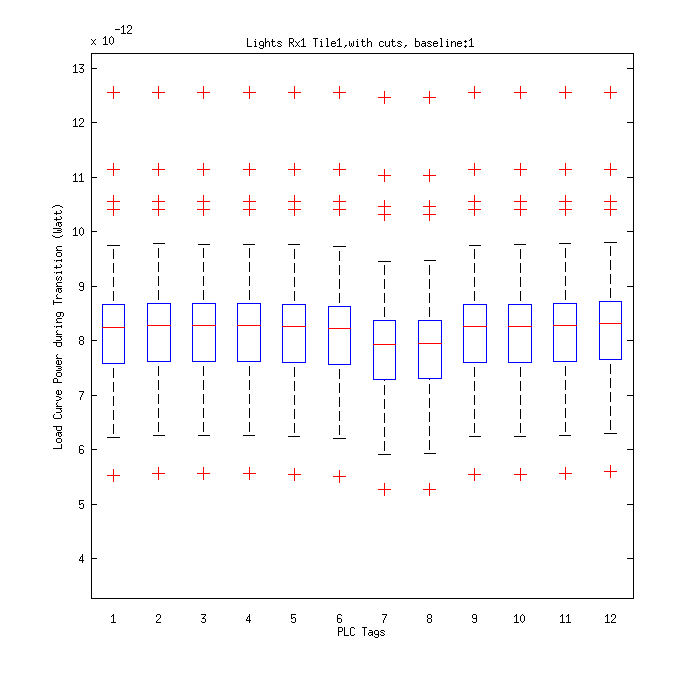 x 10-12
Lights Rx1 Tile1,with cuts, baseline:1
13
12
11
10
9
8
7
6
5
4
Load Curve Power during Transition (Watt)
1 2 3 4 5 6 7 8 9 10 11 12
PLC Tags